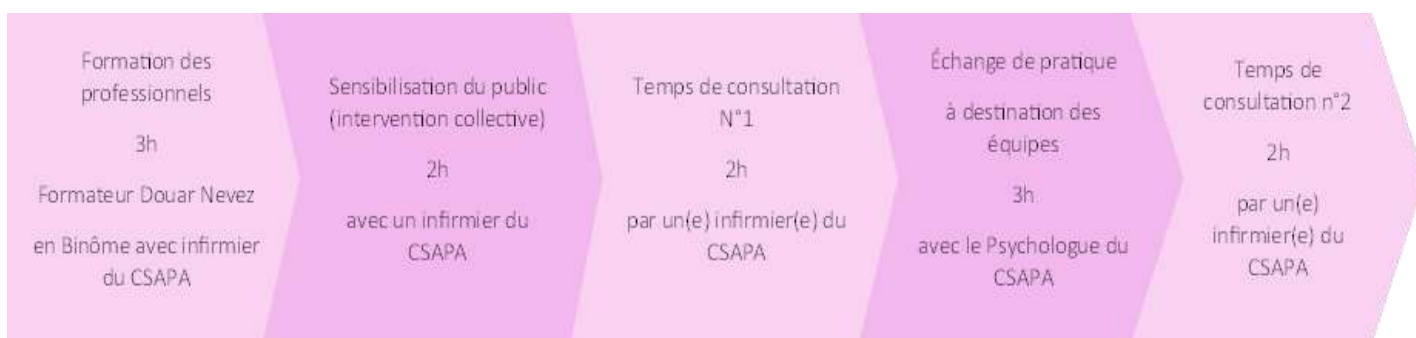 Formation des
professionnels
3h
Formateur Douar Nevez
en Binôme avec infirmier
du CSAPA
Sensibilisation du public
(intervention collective)
2h
avec un infirmier du
CSAPA
Temps de consultation
N°1
2h
par un(e) infirmier(e) du
CSAPA
Échange de pratique
à destination des
équipes
3h
avec le Psychologue du
CSAPA
Temps de
consultation n°2
2h
par un(e)
infirmier(e) du
CSAPA